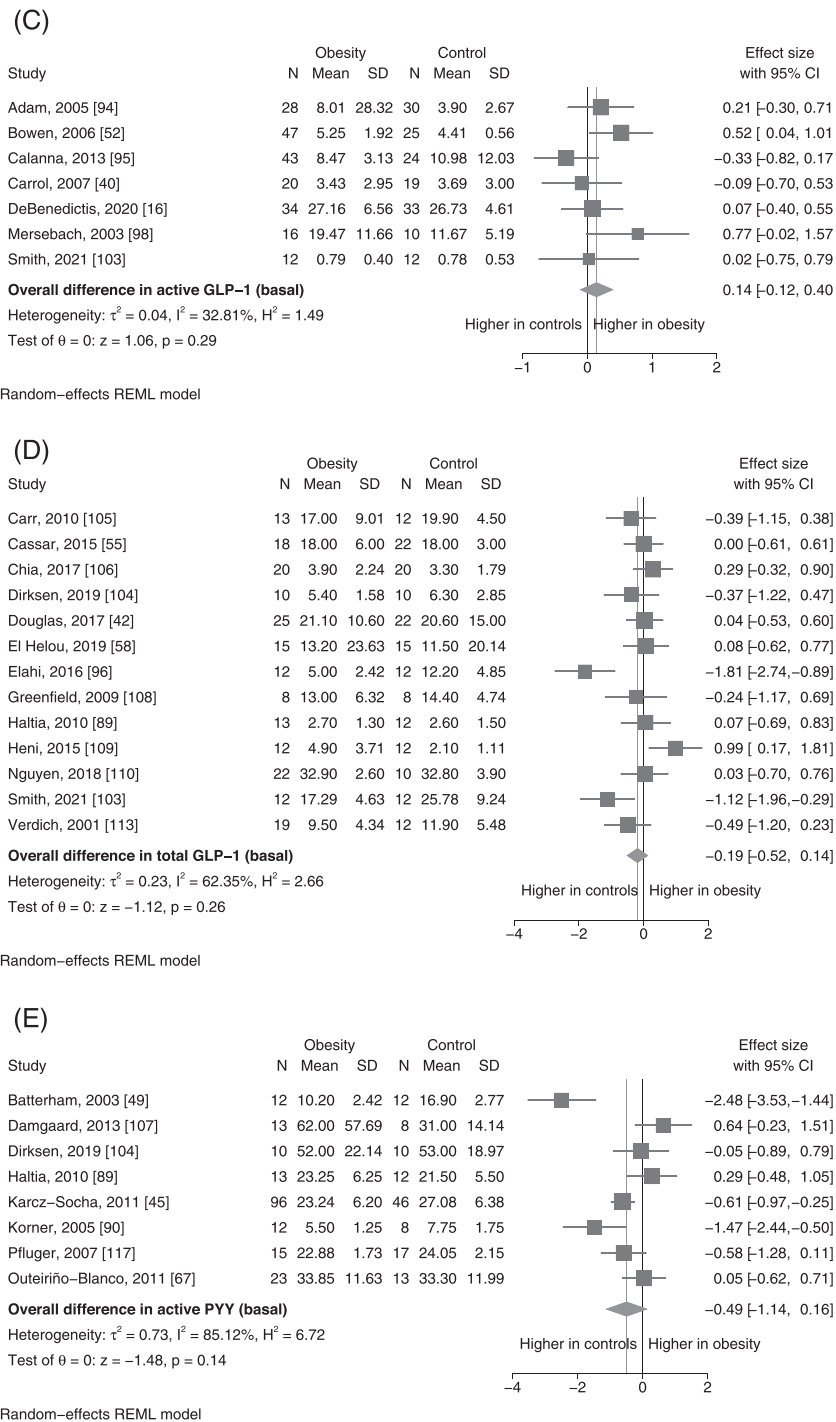 (C)
Obesity Control Effect size
Study N Mean SD N Mean SD with 95% CI
Adam, 2005 [94] 28 8.01 28.32 30 3.90 2.67 0.21 [−0.30, 0.71
Bowen, 2006 [52] 47 5.25 1.92 25 4.41 0.56 0.52 [ 0.04, 1.01
Calanna, 2013 [95] 43 8.47 3.13 24 10.98 12.03 −0.33 [−0.82, 0.17
Carrol, 2007 [40] 20 3.43 2.95 19 3.69 3.00 −0.09 [−0.70, 0.53
DeBenedictis, 2020 [16] 34 27.16 6.56 33 26.73 4.61 0.07 [−0.40, 0.55
Mersebach, 2003 [98] 16 19.47 11.66 10 11.67 5.19 0.77 [−0.02, 1.57
Smith, 2021 [103] 12 0.79 0.40 12 0.78 0.53 0.02 [−0.75, 0.79
Overall difference in active GLP−1 (basal) 0.14 [−0.12, 0.40
Heterogeneity: τ² = 0.04, I² = 32.81%, H² = 1.49
Higher in controls Higher in obesity
Test of θ = 0: z = 1.06, p = 0.29
−1 0 1 2
Random−effects REML model
(D)
Obesity Control Effect size
Study N Mean SD N Mean SD with 95% CI
Carr, 2010 [105] 13 17.00 9.01 12 19.90 4.50 −0.39 [−1.15, 0.38]
Cassar, 2015 [55] 18 18.00 6.00 22 18.00 3.00 0.00 [−0.61, 0.61]
Chia, 2017 [106] 20 3.90 2.24 20 3.30 1.79 0.29 [−0.32, 0.90]
Dirksen, 2019 [104] 10 5.40 1.58 10 6.30 2.85 −0.37 [−1.22, 0.47]
Douglas, 2017 [42] 25 21.10 10.60 22 20.60 15.00 0.04 [−0.53, 0.60]
El Helou, 2019 [58] 15 13.20 23.63 15 11.50 20.14 0.08 [−0.62, 0.77]
Elahi, 2016 [96] 12 5.00 2.42 12 12.20 4.85 −1.81 [−2.74,−0.89]
Greenfield, 2009 [108] 8 13.00 6.32 8 14.40 4.74 −0.24 [−1.17, 0.69]
Haltia, 2010 [89] 13 2.70 1.30 12 2.60 1.50 0.07 [−0.69, 0.83]
Heni, 2015 [109] 12 4.90 3.71 12 2.10 1.11 0.99 [ 0.17, 1.81]
Nguyen, 2018 [110] 22 32.90 2.60 10 32.80 3.90 0.03 [−0.70, 0.76]
Smith, 2021 [103] 12 17.29 4.63 12 25.78 9.24 −1.12 [−1.96,−0.29]
Verdich, 2001 [113] 19 9.50 4.34 12 11.90 5.48 −0.49 [−1.20, 0.23]
Overall difference in total GLP−1 (basal) −0.19 [−0.52, 0.14]
Heterogeneity: τ² = 0.23, I² = 62.35%, H² = 2.66
Higher in controls Higher in obesity
Test of θ = 0: z = −1.12, p = 0.26
−4 −2 0 2
Random−effects REML model
(E)
Obesity Control Effect size
Study N Mean SD N Mean SD with 95% CI
Batterham, 2003 [49] 12 10.20 2.42 12 16.90 2.77 −2.48 [−3.53,−1.44]
Damgaard, 2013 [107] 13 62.00 57.69 8 31.00 14.14 0.64 [−0.23, 1.51]
Dirksen, 2019 [104] 10 52.00 22.14 10 53.00 18.97 −0.05 [−0.89, 0.79]
Haltia, 2010 [89] 13 23.25 6.25 12 21.50 5.50 0.29 [−0.48, 1.05]
Karcz−Socha, 2011 [45] 96 23.24 6.20 46 27.08 6.38 −0.61 [−0.97,−0.25]
Korner, 2005 [90] 12 5.50 1.25 8 7.75 1.75 −1.47 [−2.44,−0.50]
Pfluger, 2007 [117] 15 22.88 1.73 17 24.05 2.15 −0.58 [−1.28, 0.11]
Outeiriño−Blanco, 2011 [67] 23 33.85 11.63 13 33.30 11.99 0.05 [−0.62, 0.71]
Overall difference in active PYY (basal) −0.49 [−1.14, 0.16]
Heterogeneity: τ² = 0.73, I² = 85.12%, H² = 6.72
Higher in controls Higher in obesity
Test of θ = 0: z = −1.48, p = 0.14
−4 −2 0 2
Random−effects REML model